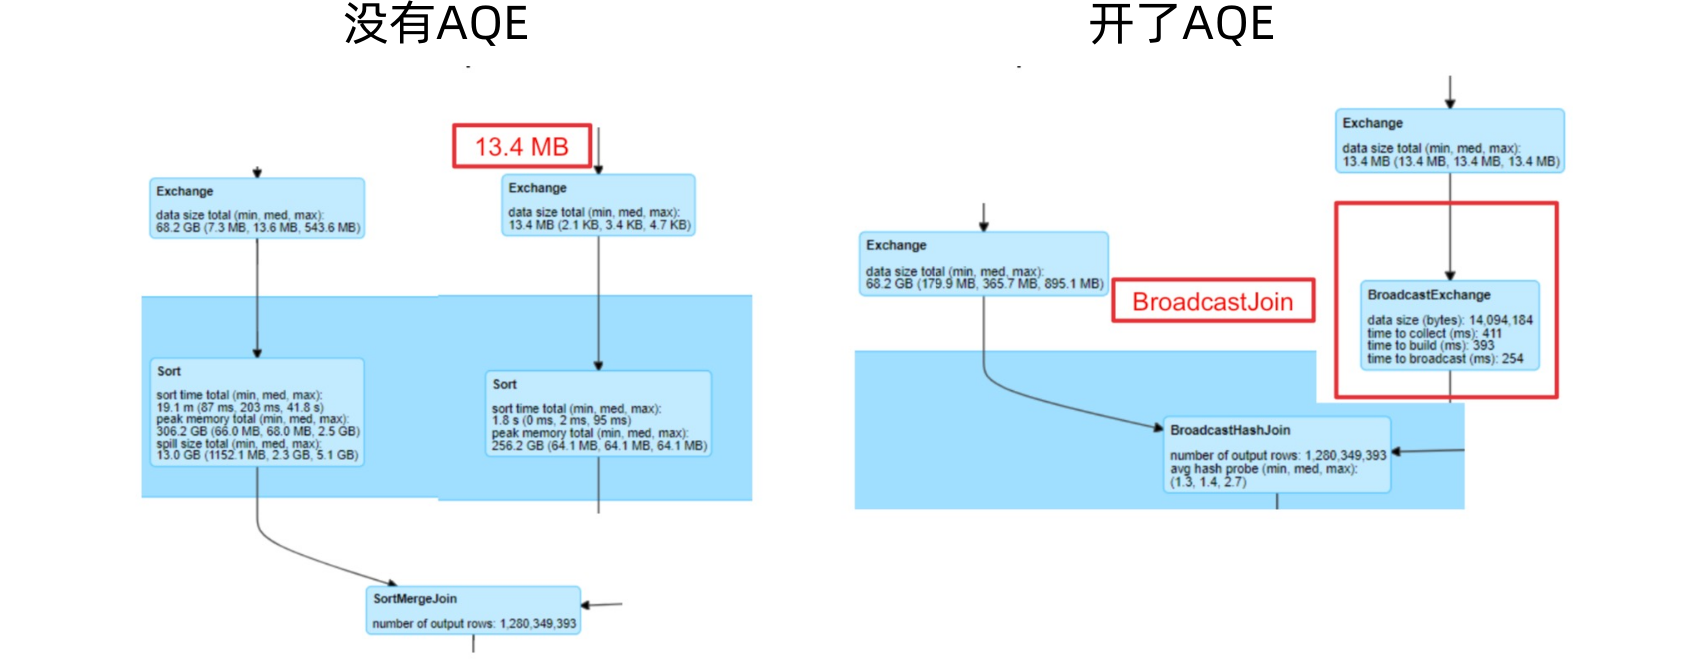 没有AQE
13.4 MB
Exchange
data size total (min, med, max):
68.2 GB (7.3 MB, 13.6 MB, 543.6 MB)
Exchange
data size total (min, med, max):
13.4 MB (2.1 KB, 3.4 KB, 4.7 KB)
Sort
sort time total (min, med, max):
19.1 m (87 ms, 203 ms, 41.8 s)
peak memory total (min, med, max):
306.2 GB (66.0 MB, 68.0 MB, 2.5 GB)
spill size total (min, med, max):
13.0 GB (1152.1 MB, 2.3 GB, 5.1 GB)
Sort
sort time total (min, med, max):
1.8 s (0 ms, 2 ms, 95 ms)
peak memory total (min, med, max):
256.2 GB (64.1 MB, 64.1 MB, 64.1 MB)
SortMergeJoin
number of output rows: 1,280,349,393
开了AQE
Exchange
data size total (min, med, max):
13.4 MB (13.4 MB, 13.4 MB, 13.4 MB)
Exchange
data size total (min, med, max):
68.2 GB (179.9 MB, 365.7 MB, 895.1 MB)
BroadcastJoin
BroadcastExchange
data size (bytes): 14,094,184
time to collect (ms): 411
time to build (ms): 393
time to broadcast (ms): 254
BroadcastHashJoin
number of output rows: 1,280,349,393
avg hash probe (min, med, max):
(1.3, 1.4, 2.7)